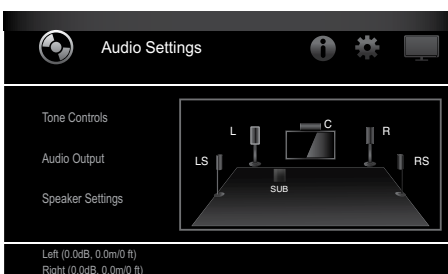 Audio Settings
Tone Controls
Audio Output
Speaker Settings
L
C
R
LS
RS
SUB
Left (0.0dB, 0.0m/0 ft)
Right (0.0dB, 0.0m/0 ft)